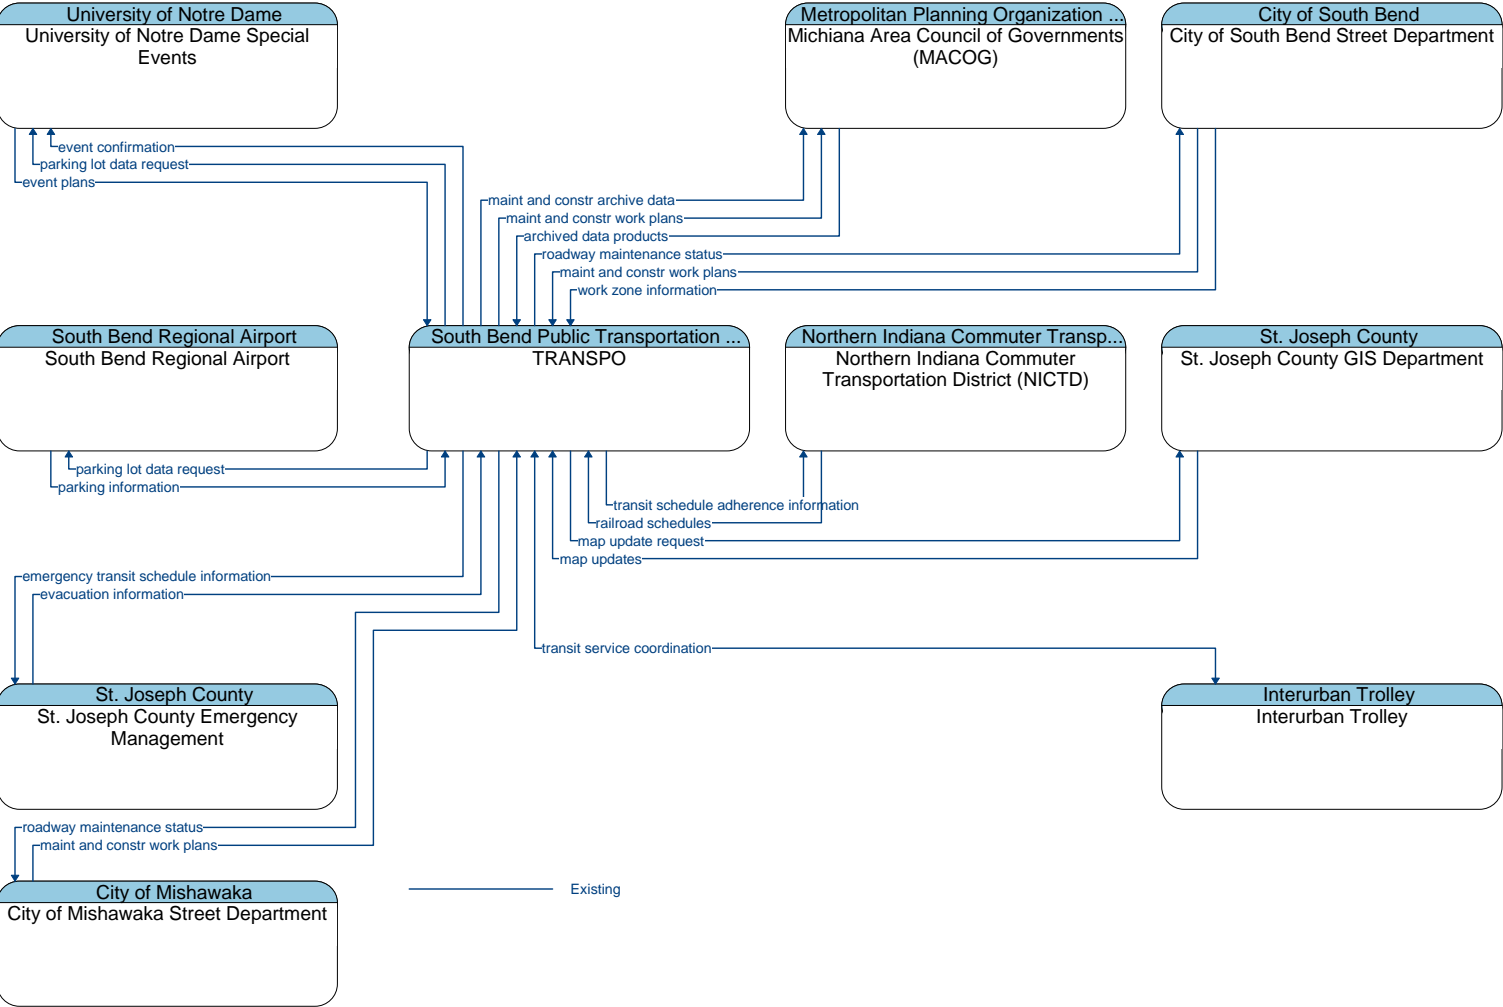 University of Notre Dame
University of Notre Dame Special
Events
Metropolitan Planning Organization ...
Michiana Area Council of Governments
(MACOG)
City of South Bend
City of South Bend Street Department
event confirmation
parking lot data request
event plans
maint and constr archive data
maint and constr work plans
archived data products
roadway maintenance status
maint and constr work plans
work zone information
South Bend Regional Airport
South Bend Regional Airport
South Bend Public Transportation ...
TRANSPO
Northern Indiana Commuter Transp...
Northern Indiana Commuter
Transportation District (NICTD)
St. Joseph County
St. Joseph County GIS Department
parking lot data request
parking information
transit schedule adherence information
railroad schedules
map update request
map updates
emergency transit schedule information
evacuation information
transit service coordination
St. Joseph County
St. Joseph County Emergency
Management
Interurban Trolley
Interurban Trolley
roadway maintenance status
maint and constr work plans
City of Mishawaka
City of Mishawaka Street Department
Existing